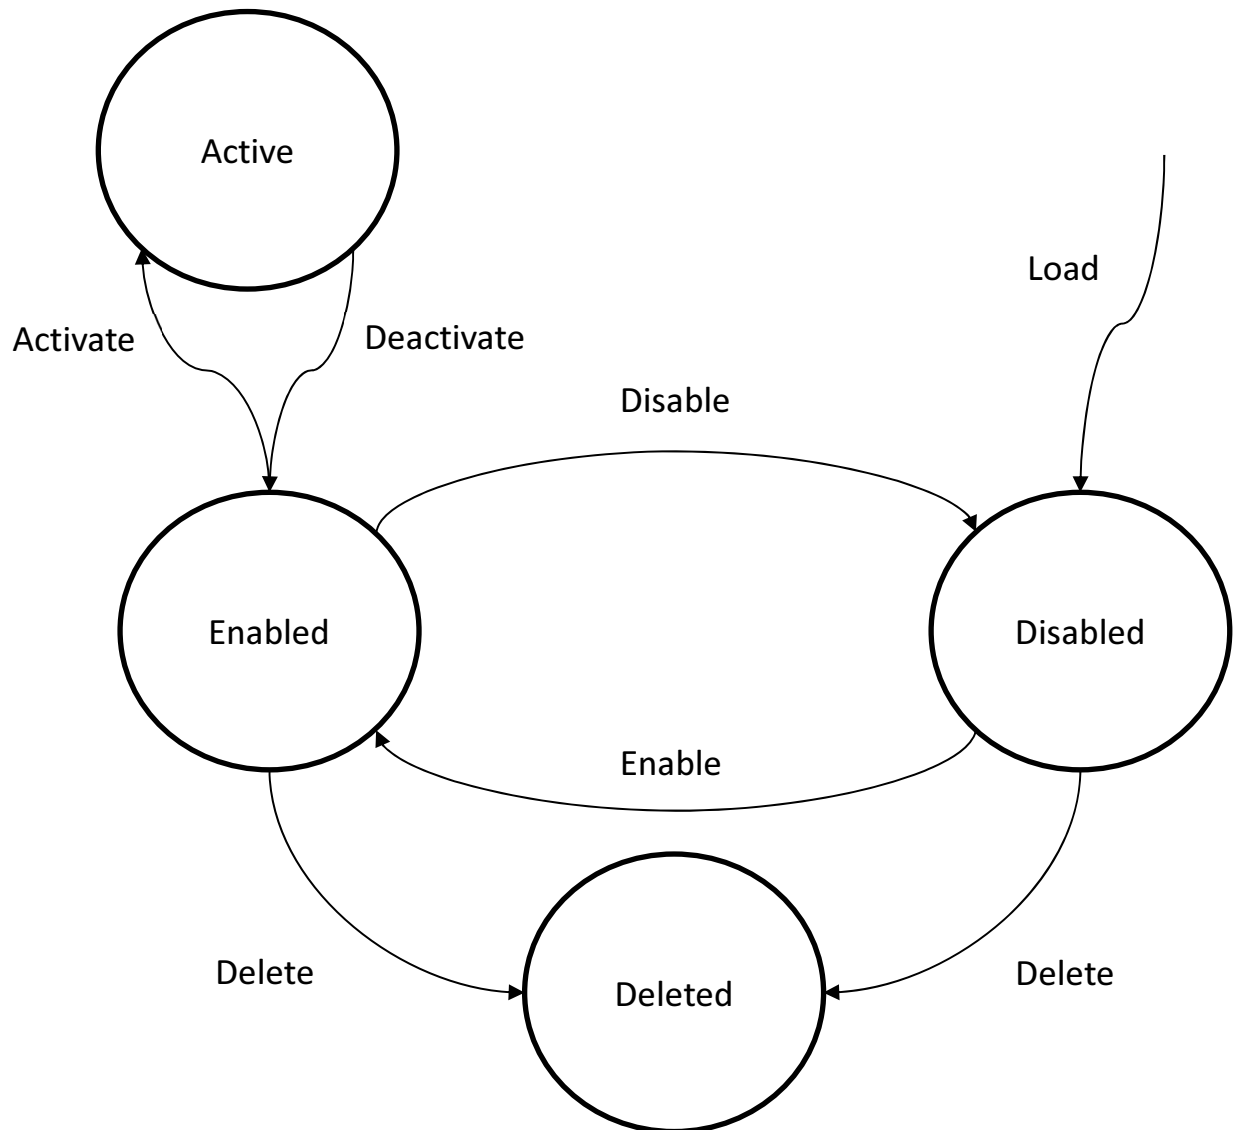 Active
Load
Activate
Deactivate
Disable
Enabled
Disabled
Enable
Delete
Deleted
Delete